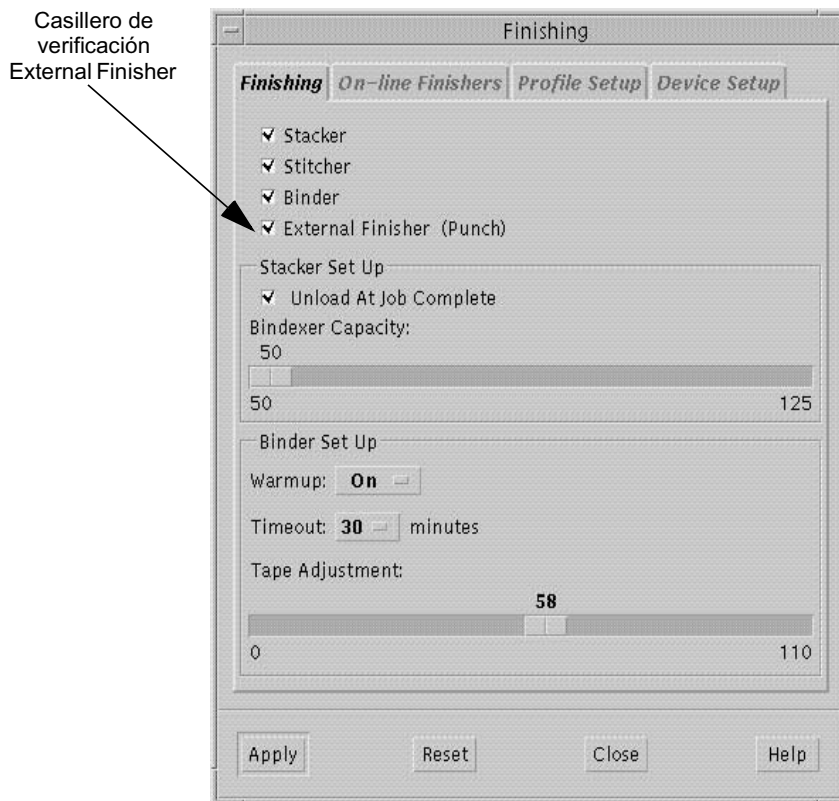 Casillero de
verificación
External Finisher
Finishing
Finishing On-line Finishers Profile Setup Device Setup
Stacker
Stitcher
Binder
External Finisher (Punch)
Stacker Set Up
Unload At Job Complete
Bindexer Capacity:
50
50 125
Binder Set Up
Warmup: On
Timeout: 30 minutes
Tape Adjustment:
58
0 110
Apply Reset Close Help